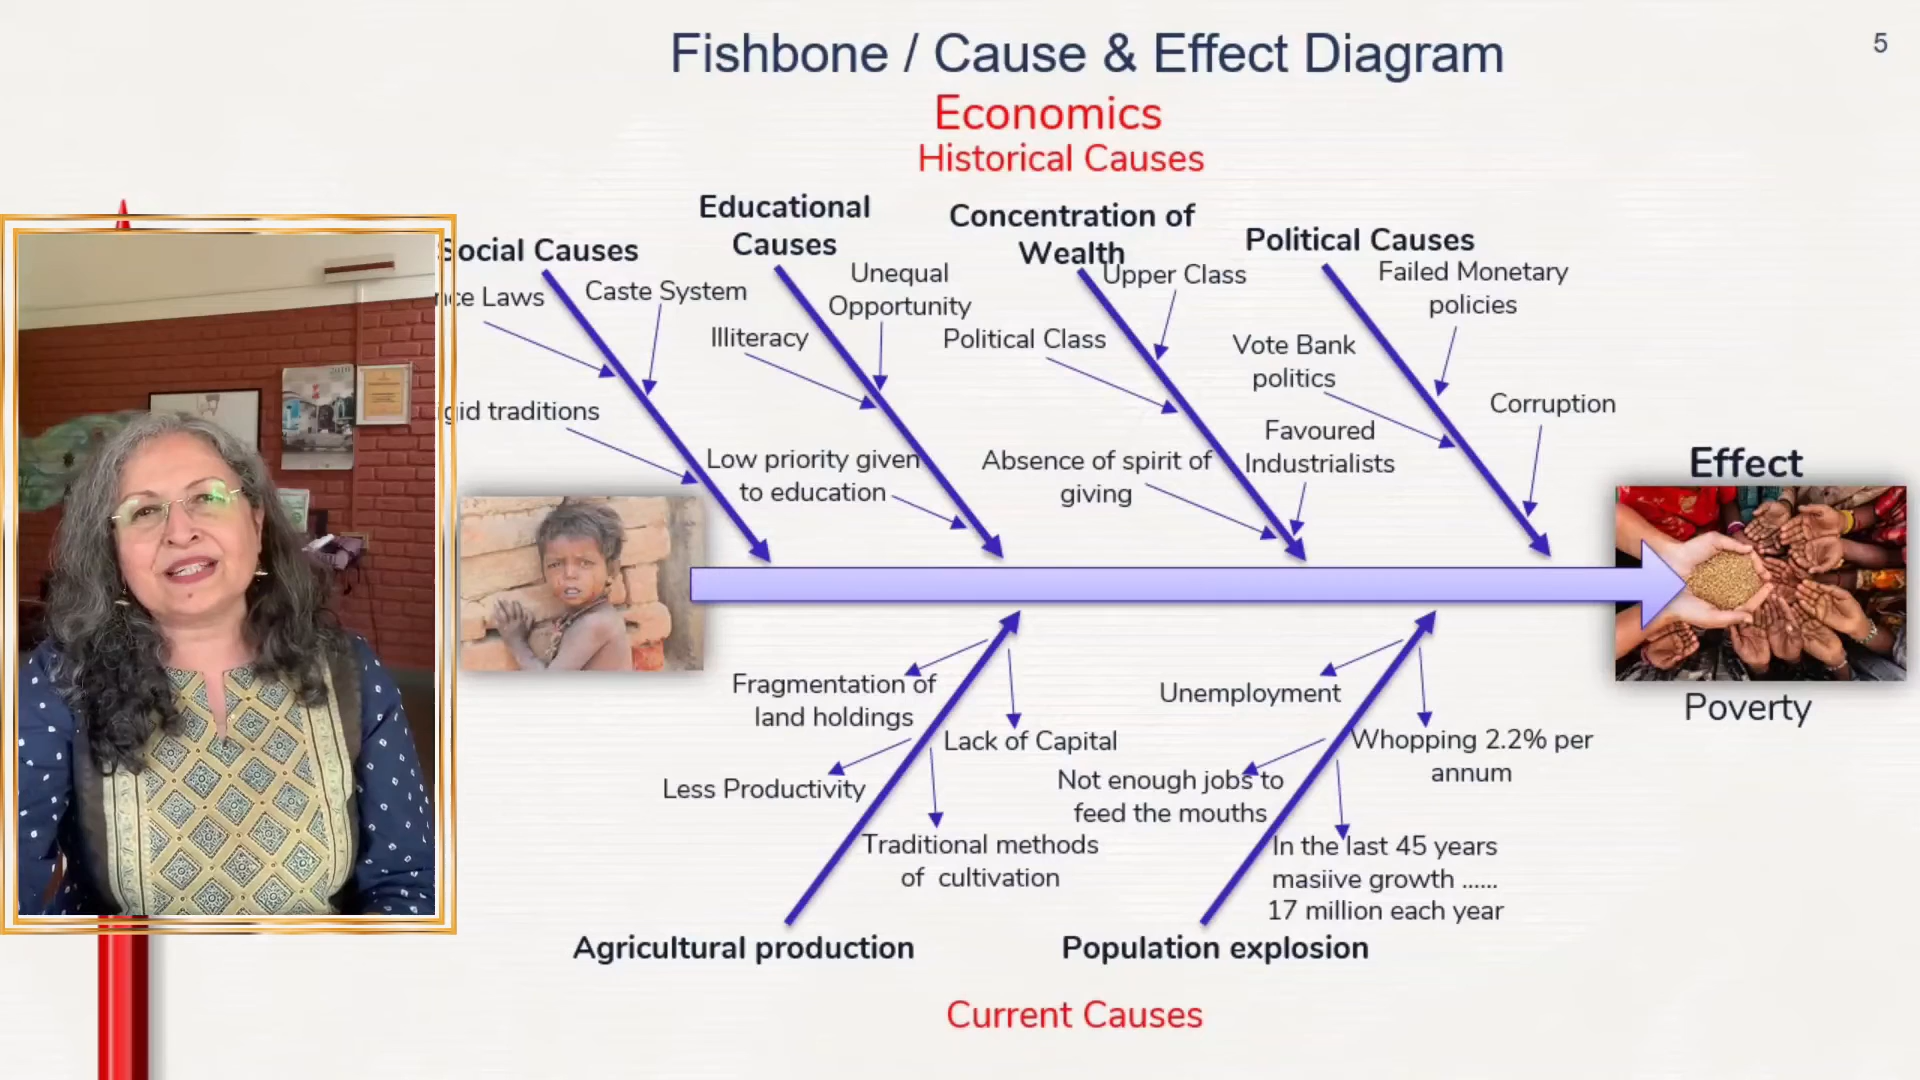 Fishbone / Cause & Effect Diagram
5
Economics
Historical Causes
Social Causes
Laws
Caste System
traditions
Educational
Causes
Unequal
Opportunity
Illiteracy
Low priority given
to education
Concentration of
Wealth
Upper Class
Political Class
Absence of spirit of
giving
Favoured
Industrialists
Political Causes
Failed Monetary
policies
Vote Bank
politics
Corruption
Effect
Poverty
Fragmentation of
land holdings
Lack of Capital
Less Productivity
Traditional methods
of cultivation
Agricultural production
Unemployment
Whopping 2.2% per
annum
Not enough jobs to
feed the mouths
In the last 45 years
masiive growth ......
17 million each year
Population explosion
Current Causes